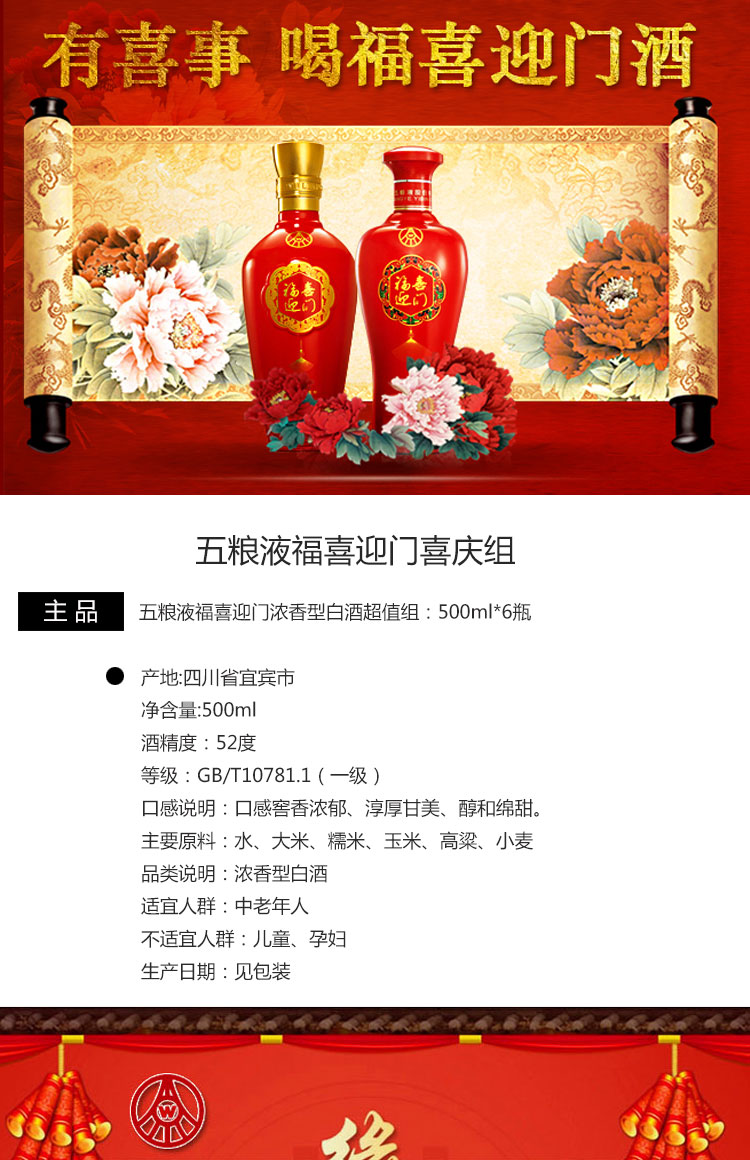 有喜事 喝福喜迎门酒
福喜
迎门
福喜
迎门
五粮液福喜迎门喜庆组
主品 五粮液福喜迎门浓香型白酒超值组：500ml*6瓶
产地:四川省宜宾市
净含量:500ml
酒精度：52度
等级：GB/T10781.1（一级）
口感说明：口感窖香浓郁、淳厚甘美、醇和绵甜。
主要原料：水、大米、糯米、玉米、高粱、小麦
品类说明：浓香型白酒
适宜人群：中老年人
不适宜人群：儿童、孕妇
生产日期：见包装
W